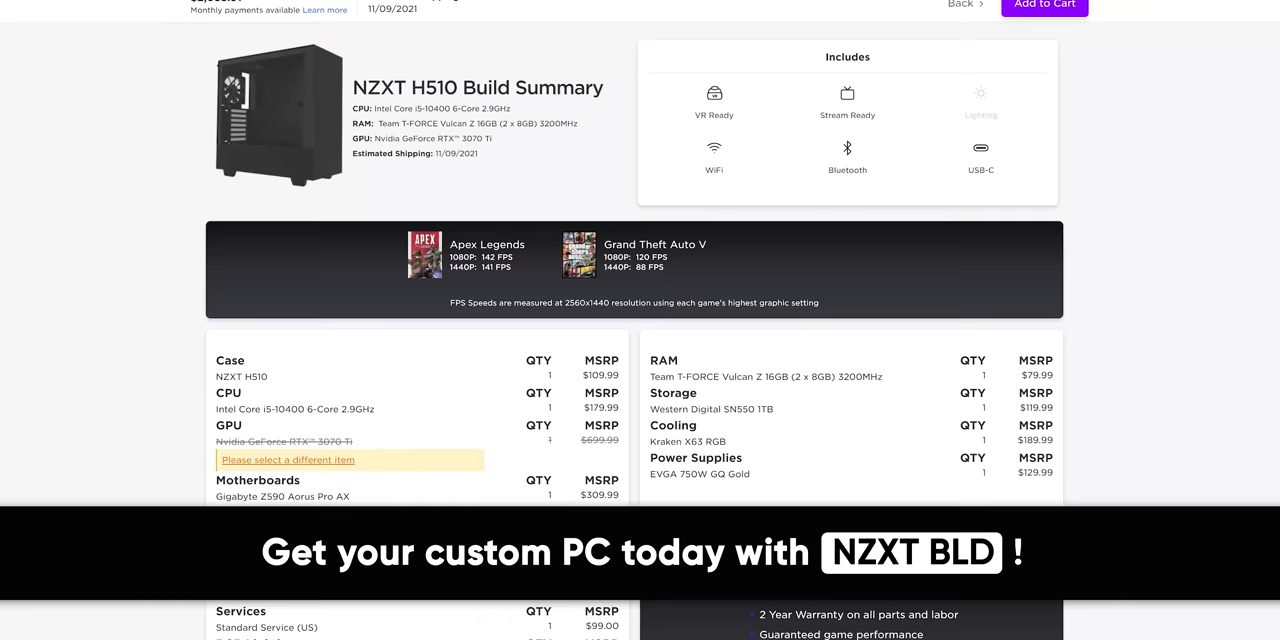 Monthly payments available Learn more
11/09/2021
Back >
Add to Cart
NZXT H510 Build Summary
CPU: Intel Core i5-10400 6-Core 2.9GHz
RAM: Team T-FORCE Vulcan Z 16GB (2 x 8GB) 3200MHz
GPU: Nvidia GeForce RTX™ 3070 Ti
Estimated Shipping: 11/09/2021
Includes
VR Ready
Stream Ready
Lighting
WiFi
Bluetooth
USB-C
APEX
Apex Legends
1080P: 142 FPS
1440P: 141 FPS
Grand Theft Auto V
1080P: 120 FPS
1440P: 88 FPS
FPS Speeds are measured at 2560x1440 resolution using each game's highest graphic setting
Case QTY MSRP
NZXT H510 1 $109.99
CPU QTY MSRP
Intel Core i5-10400 6-Core 2.9GHz 1 $179.99
GPU QTY MSRP
Nvidia GeForce RTX™ 3070 Ti 1 $699.99
Please select a different item
Motherboards QTY MSRP
Gigabyte Z590 Aorus Pro AX 1 $309.99
RAM QTY MSRP
Team T-FORCE Vulcan Z 16GB (2 x 8GB) 3200MHz 1 $79.99
Storage QTY MSRP
Western Digital SN550 1TB 1 $119.99
Cooling QTY MSRP
Kraken X63 RGB 1 $189.99
Power Supplies QTY MSRP
EVGA 750W GQ Gold 1 $129.99
Get your custom PC today with NZXT BLD !
Services QTY MSRP
Standard Service (US) 1 $99.00
2 Year Warranty on all parts and labor
Guaranteed game performance